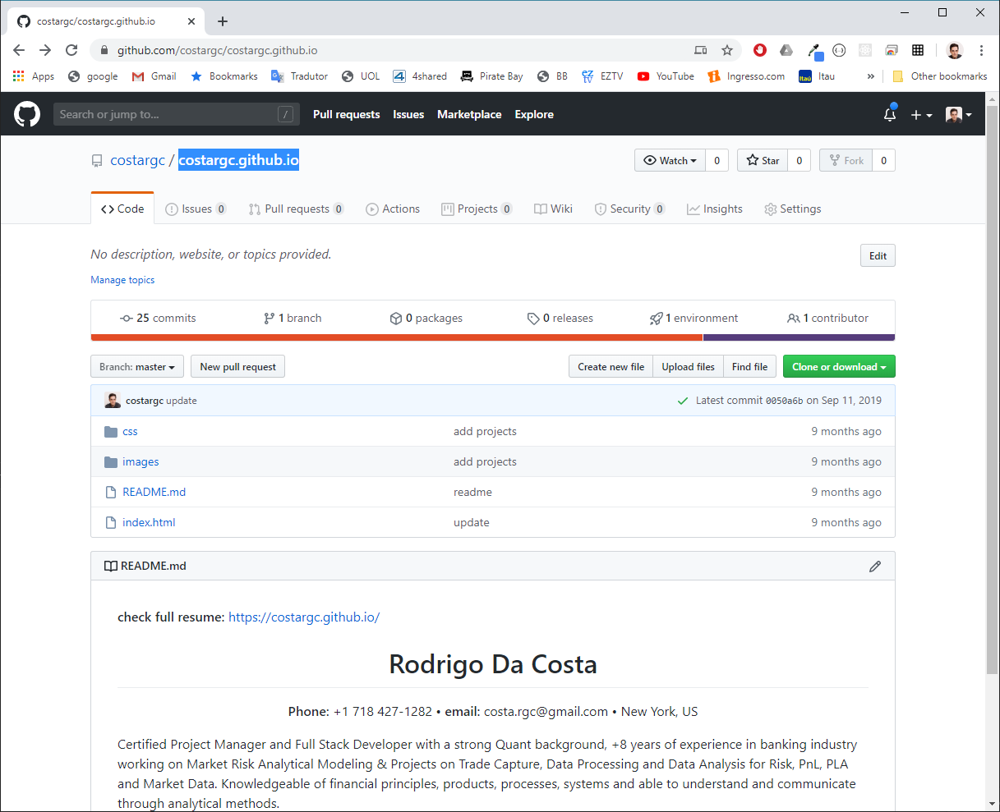 costargc/costargc.github.io
github.com/costargc/costargc.github.io
Apps google Gmail Bookmarks Tradutor UOL 4shared Pirate Bay BB EZTV YouTube Ingresso.com Itau » Other bookmarks
Search or jump to... / Pull requests Issues Marketplace Explore
costargc / costargc.github.io Watch 0 Star 0 Fork 0
Code Issues 0 Pull requests 0 Actions Projects 0 Wiki Security 0 Insights Settings
No description, website, or topics provided. Edit
Manage topics
25 commits 1 branch 0 packages 0 releases 1 environment 1 contributor
Branch: master New pull request Create new file Upload files Find file Clone or download
costargc update Latest commit 0050a6b on Sep 11, 2019
css add projects 9 months ago
images add projects 9 months ago
README.md readme 9 months ago
index.html update 9 months ago
README.md
check full resume: https://costargc.github.io/
Rodrigo Da Costa
Phone: +1 718 427-1282 • email: costa.rgc@gmail.com • New York, US
Certified Project Manager and Full Stack Developer with a strong Quant background, +8 years of experience in banking industry
working on Market Risk Analytical Modeling & Projects on Trade Capture, Data Processing and Data Analysis for Risk, PnL, PLA
and Market Data. Knowledgeable of financial principles, products, processes, systems and able to understand and communicate
through analytical methods.